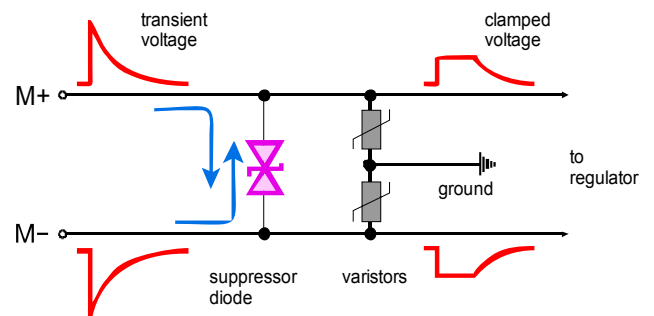 transient
voltage
clamped
voltage
M+
to
regulator
ground
M−
suppressor
diode
varistors